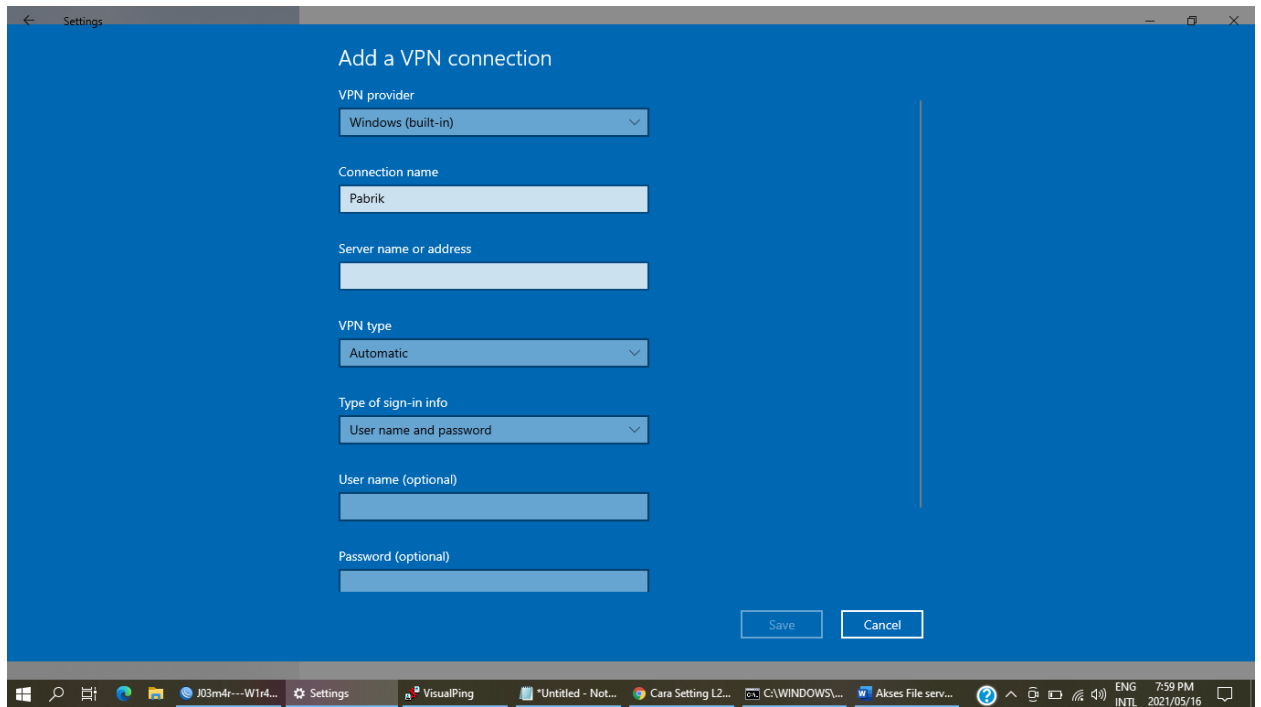 Settings
Add a VPN connection
VPN provider
Windows (built-in)
Connection name
Pabrik
Server name or address
VPN type
Automatic
Type of sign-in info
User name and password
User name (optional)
Password (optional)
Save Cancel
J03m4r---W1r4... Settings VisualPing *Untitled - Not... Cara Setting L2... C:\WINDOWS\... Akses File serv... ENG 7:59 PM
INTL 2021/05/16